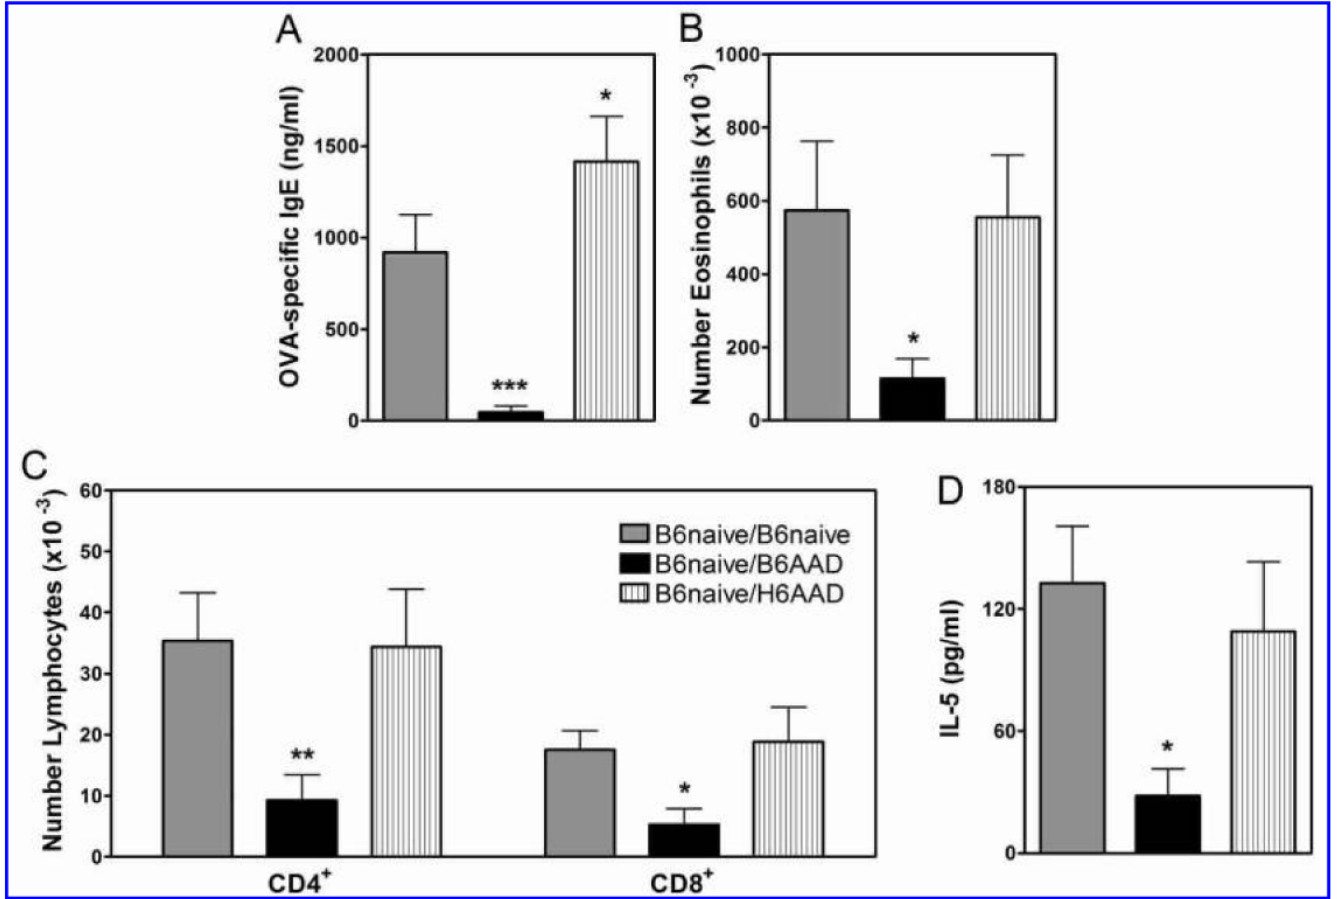 A
OVA-specific IgE (ng/ml)
2000
1500
1000
500
0
***
*
B
Number Eosinophils (x10⁻³)
1000
800
600
400
200
0
*
C
Number Lymphocytes (x10⁻³)
60
50
40
30
20
10
0
**
*
B6naive/B6naive
B6naive/B6AAD
B6naive/H6AAD
CD4⁺
CD8⁺
D
IL-5 (pg/ml)
180
120
60
0
*